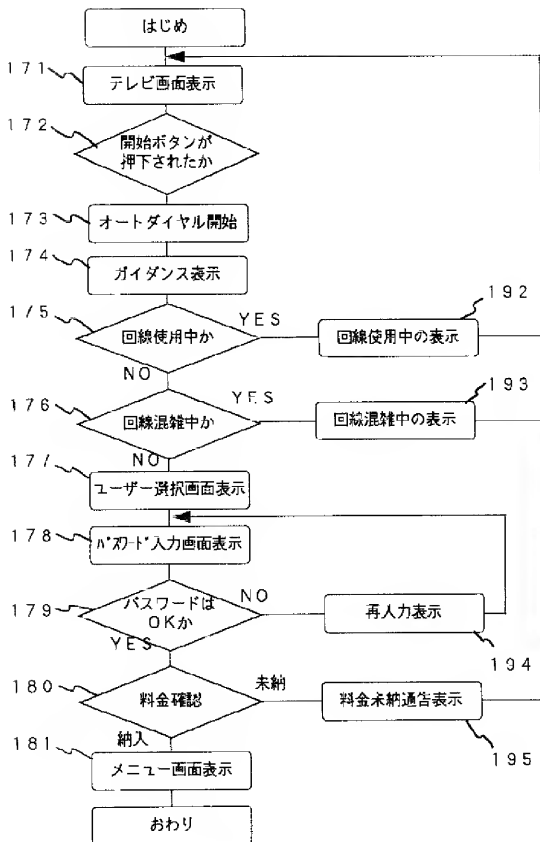 はじめ
171
テレビ画面表示
172
開始ボタンが
押下されたか
173
オートダイヤル開始
174
ガイダンス表示
175
回線使用中か
YES
192
回線使用中の表示
NO
176
回線混雑中か
YES
193
回線混雑中の表示
NO
177
ユーザー選択画面表示
178
パスワード入力画面表示
179
パスワードは
OKか
NO
再入力表示
194
YES
180
料金確認
未納
料金未納通告表示
195
納入
181
メニュー画面表示
おわり